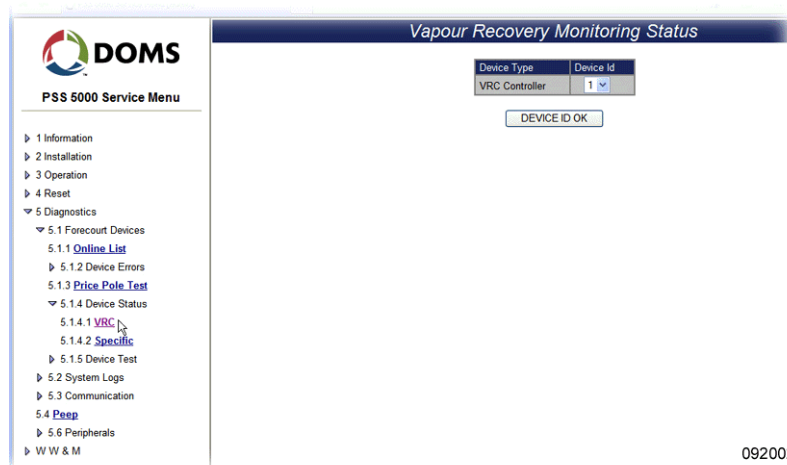 DOMS
PSS 5000 Service Menu
1 Information
2 Installation
3 Operation
4 Reset
5 Diagnostics
5.1 Forecourt Devices
5.1.1 Online List
5.1.2 Device Errors
5.1.3 Price Pole Test
5.1.4 Device Status
5.1.4.1 VRC
5.1.4.2 Specific
5.1.5 Device Test
5.2 System Logs
5.3 Communication
5.4 Peep
5.6 Peripherals
W W & M
Vapour Recovery Monitoring Status
Device Type Device Id
VRC Controller 1
DEVICE ID OK